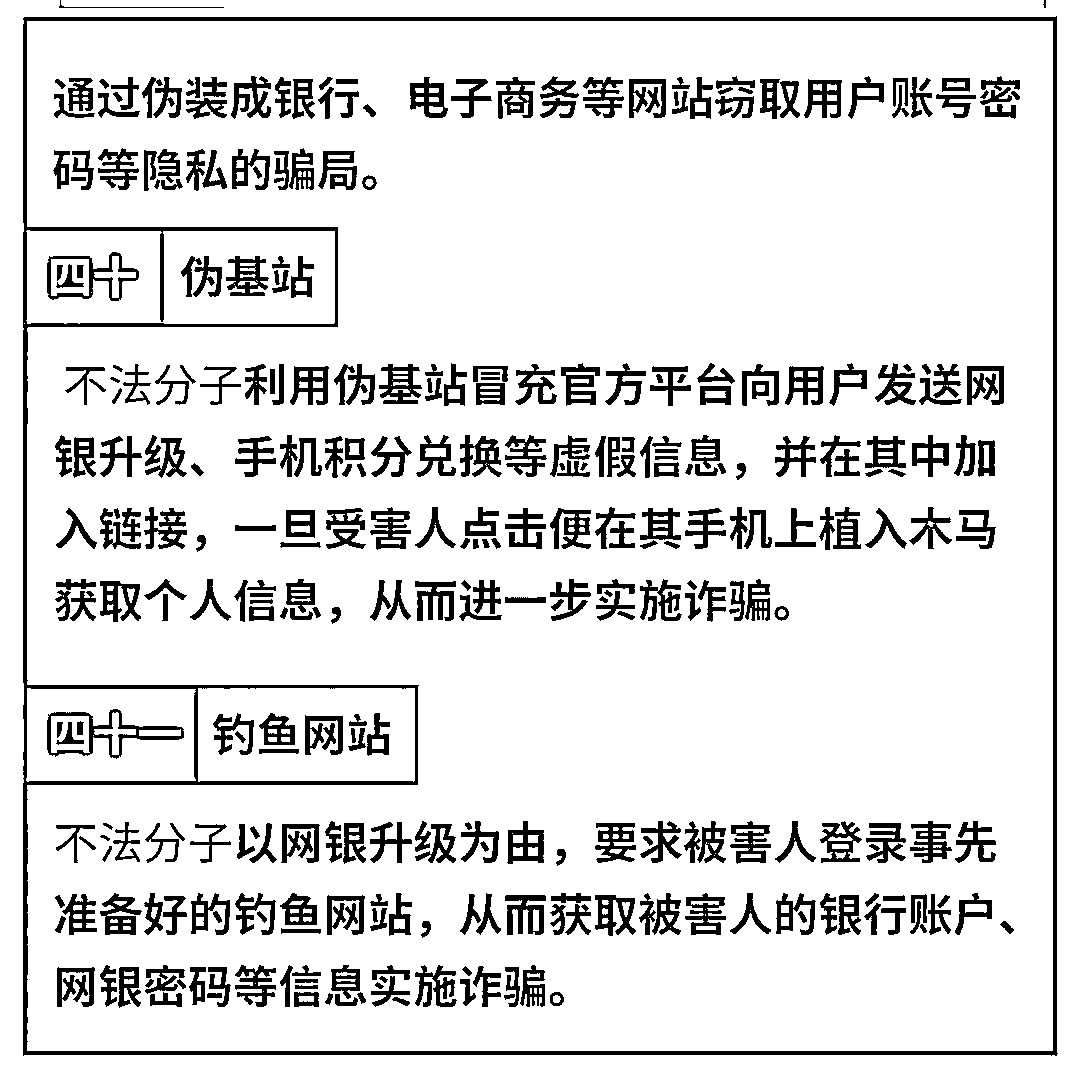 通过伪装成银行、电子商务等网站窃取用户账号密
码等隐私的骗局。
四十 伪基站
不法分子利用伪基站冒充官方平台向用户发送网
银升级、手机积分兑换等虚假信息，并在其中加
入链接，一旦受害人点击便在其手机上植入木马
获取个人信息，从而进一步实施诈骗。
四十一 钓鱼网站
不法分子以网银升级为由，要求被害人登录事先
准备好的钓鱼网站，从而获取被害人的银行账户、
网银密码等信息实施诈骗。